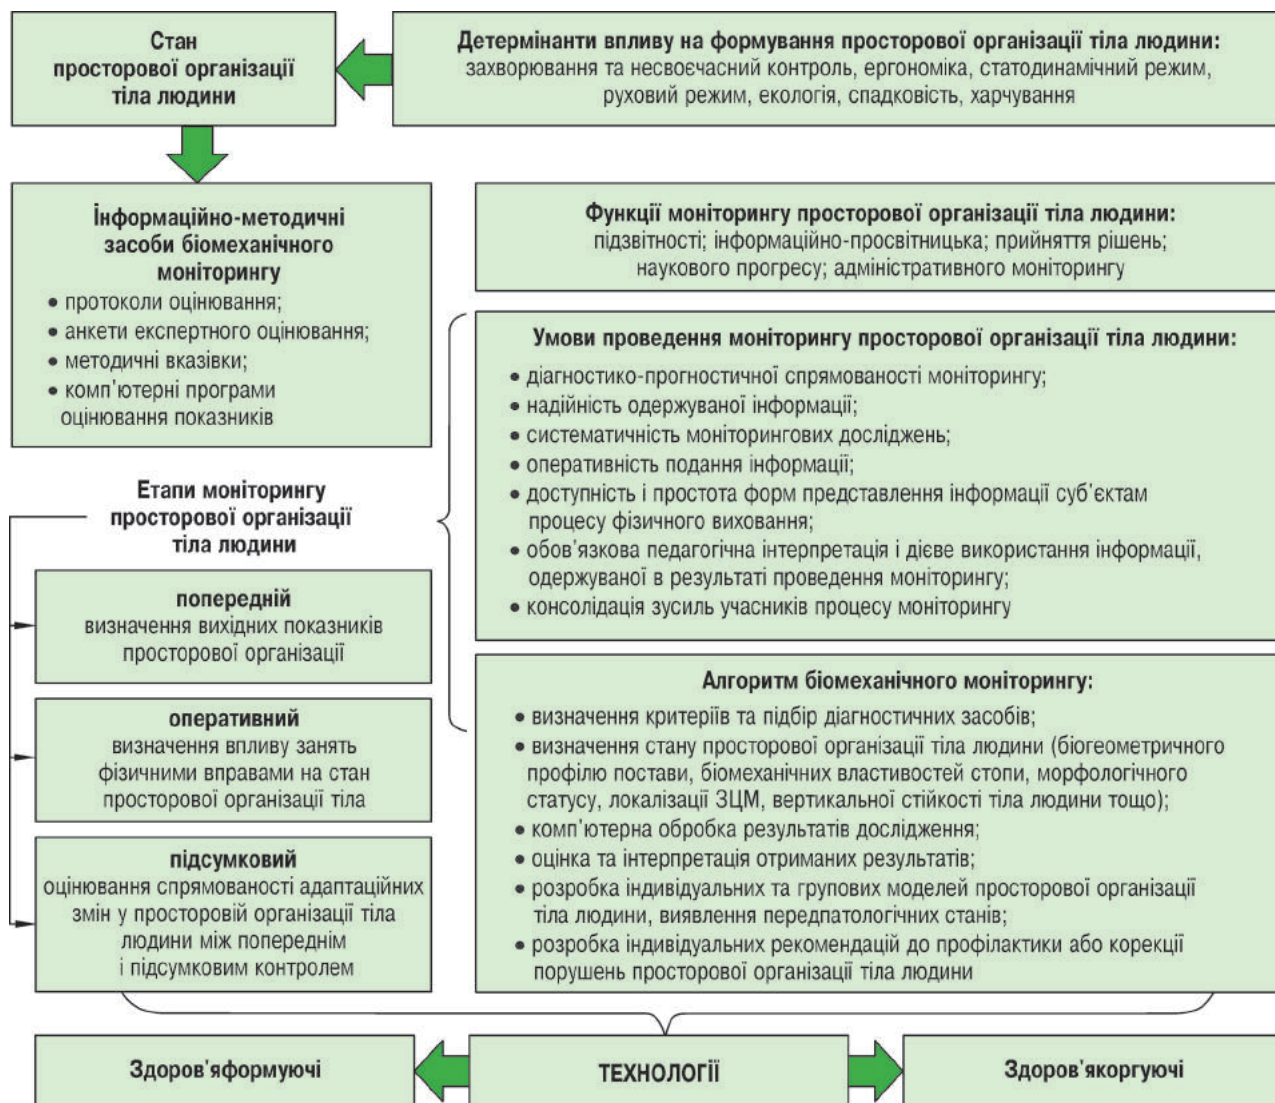 Стан
просторової організації
тіла людини
Детермінанти впливу на формування просторової організації тіла людини:
захворювання та несвоєчасний контроль, ергономіка, статодинамічний режим,
руховий режим, екологія, спадковість, харчування
Інформаційно-методичні
засоби біомеханічного
моніторингу
• протоколи оцінювання;
• анкети експертного оцінювання;
• методичні вказівки;
• комп’ютерні програми
оцінювання показників
Функції моніторингу просторової організації тіла людини:
підзвітності; інформаційно-просвітницька; прийняття рішень;
наукового прогресу; адміністративного моніторингу
Умови проведення моніторингу просторової організації тіла людини:
• діагностико-прогностичної спрямованості моніторингу;
• надійність одержуваної інформації;
• систематичність моніторингових досліджень;
• оперативність подання інформації;
• доступність і простота форм представлення інформації суб’єктам
процесу фізичного виховання;
• обов’язкова педагогічна інтерпретація і дієве використання інформації,
одержуваної в результаті проведення моніторингу;
• консолідація зусиль учасників процесу моніторингу
Етапи моніторингу
просторової організації
тіла людини
попередній
визначення вихідних показників
просторової організації
оперативний
визначення впливу занять
фізичними вправами на стан
просторової організації тіла
підсумковий
оцінювання спрямованості адаптаційних
змін у просторовій організації тіла
людини між попереднім
і підсумковим контролем
Алгоритм біомеханічного моніторингу:
• визначення критеріїв та підбір діагностичних засобів;
• визначення стану просторової організації тіла людини (біогеометричного
профілю постави, біомеханічних властивостей стопи, морфологічного
статусу, локалізації ЗЦМ, вертикальної стійкості тіла людини тощо);
• комп’ютерна обробка результатів дослідження;
• оцінка та інтерпретація отриманих результатів;
• розробка індивідуальних та групових моделей просторової організації
тіла людини, виявлення передпатологічних станів;
• розробка індивідуальних рекомендацій до профілактики або корекції
порушень просторової організації тіла людини
Здоров’яформуючі
ТЕХНОЛОГІЇ
Здоров’якоргуючі